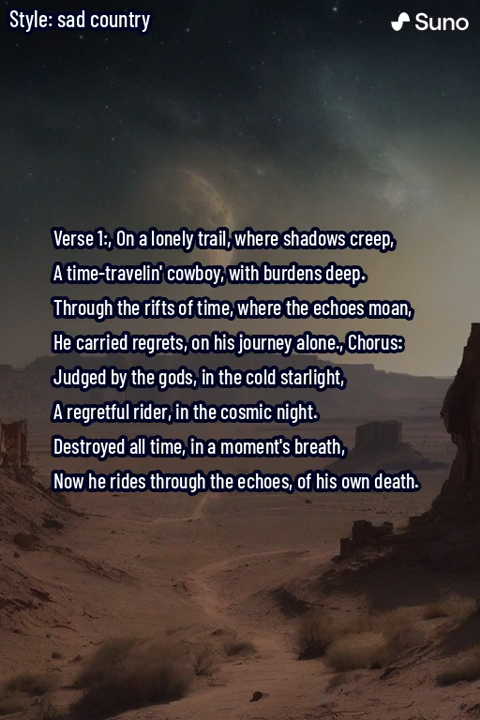 Style: sad country
Suno
Verse 1:, On a lonely trail, where shadows creep,
A time-travelin' cowboy, with burdens deep.
Through the rifts of time, where the echoes moan,
He carried regrets, on his journey alone., Chorus:
Judged by the gods, in the cold starlight,
A regretful rider, in the cosmic night.
Destroyed all time, in a moment's breath,
Now he rides through the echoes, of his own death.